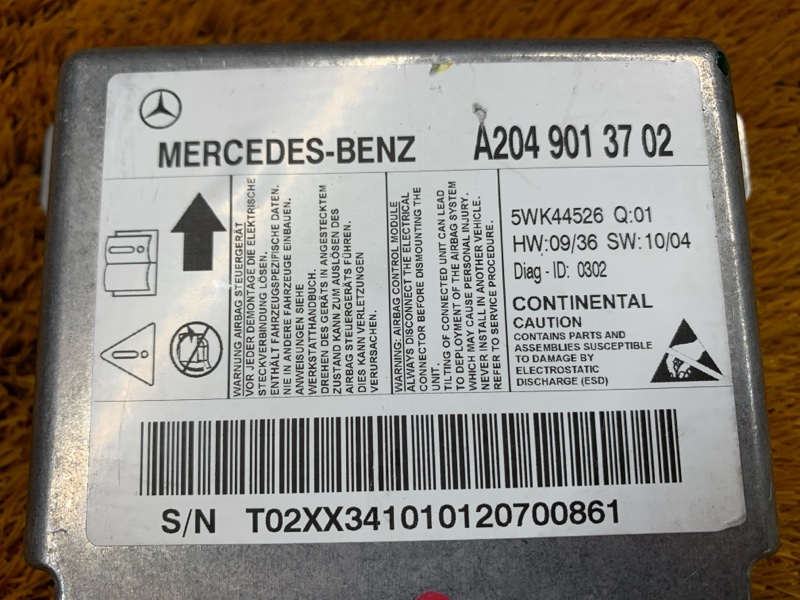 MERCEDES-BENZ
A204 901 37 02
WARNUNG AIRBAG STEUERGERÄT
VOR JEDER DEMONTAGE DIE ELEKTRISCHE
STECKVERBINDUNG LÖSEN.
ENTHÄLT FAHRZEUGSPEZIFISCHE DATEN.
NIE IN ANDERE FAHRZEUGE EINBAUEN.
ANWEISUNGEN SIEHE
WERKSTATTHANDBUCH.
DREHEN DES GERÄTS IN ANGESTECKTEM
ZUSTAND KANN ZUM AUSLÖSEN DES
AIRBAG STEUERGERÄTS FÜHREN.
DIES KANN VERLETZUNGEN
VERURSACHEN.
WARNING: AIRBAG CONTROL MODULE
ALWAYS DISCONNECT THE ELECTRICAL
CONNECTOR BEFORE DISMOUNTING THE
UNIT.
TILTING OF CONNECTED UNIT CAN LEAD
TO DEPLOYMENT OF THE AIRBAG SYSTEM
WHICH MAY CAUSE PERSONAL INJURY.
NEVER INSTALL IN ANOTHER VEHICLE.
REFER TO SERVICE PROCEDURE.
5WK44526 Q:01
HW:09/36 SW:10/04
Diag-ID: 0302
CONTINENTAL
CAUTION
CONTAINS PARTS AND
ASSEMBLIES SUSCEPTIBLE
TO DAMAGE BY
ELECTROSTATIC
DISCHARGE (ESD)
S/N T02XX341010120700861